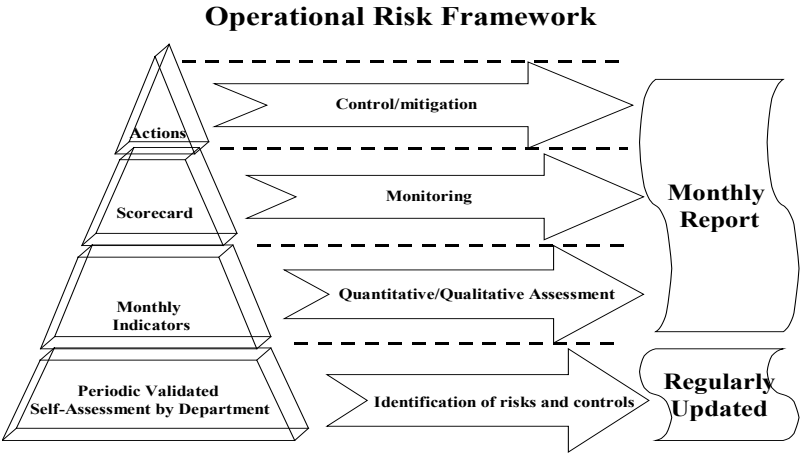 Operational Risk Framework
Actions
Control/mitigation
Scorecard
Monitoring
Monthly
Report
Monthly
Indicators
Quantitative/Qualitative Assessment
Periodic Validated
Self-Assessment by Department
Identification of risks and controls
Regularly
Updated